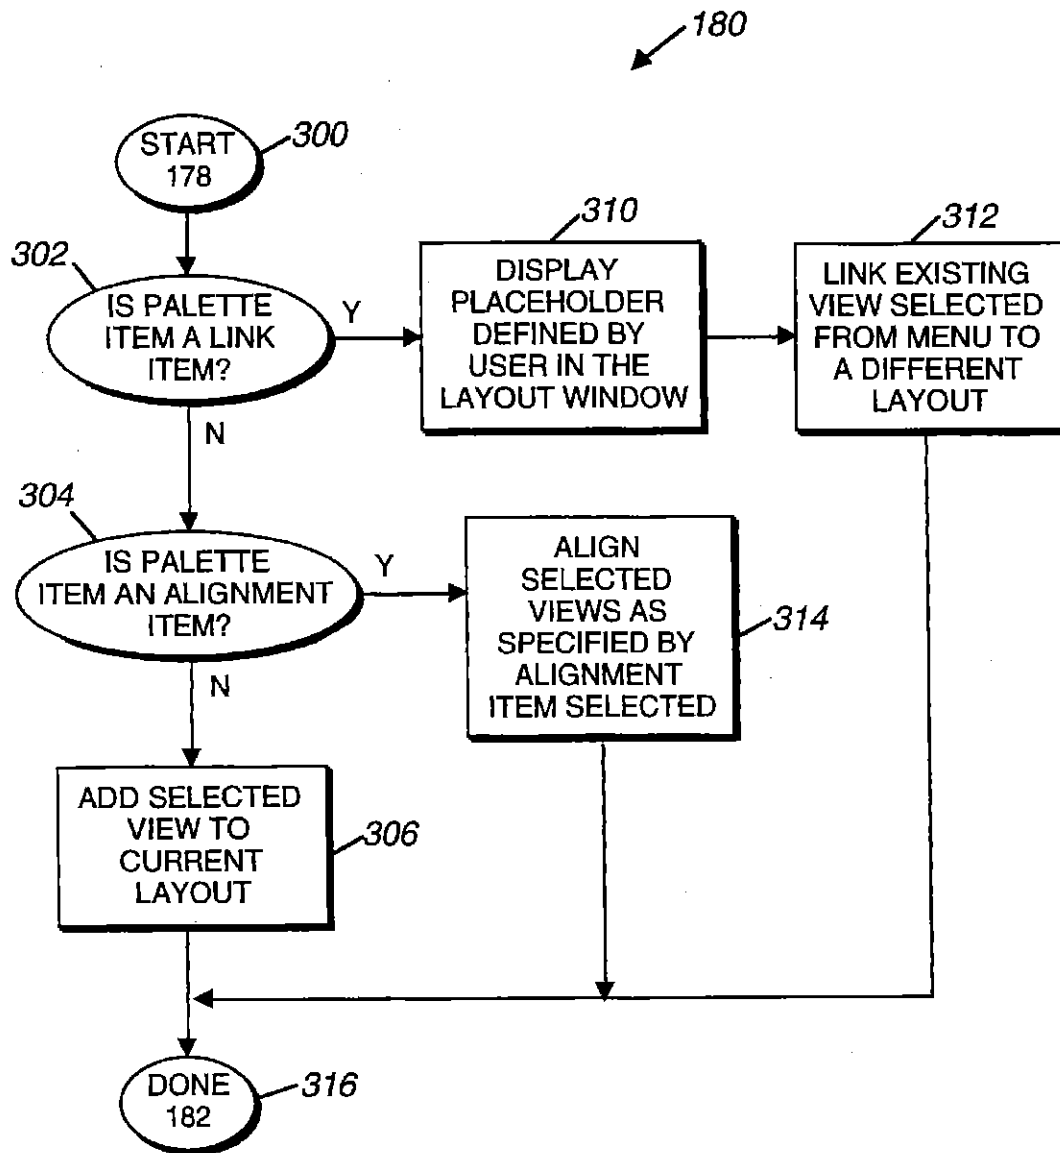 180
START
178
300
302
IS PALETTE
ITEM A LINK
ITEM?
Y
N
310
DISPLAY
PLACEHOLDER
DEFINED BY
USER IN THE
LAYOUT WINDOW
312
LINK EXISTING
VIEW SELECTED
FROM MENU TO
A DIFFERENT
LAYOUT
304
IS PALETTE
ITEM AN ALIGNMENT
ITEM?
Y
N
ALIGN
SELECTED
VIEWS AS
SPECIFIED BY
ALIGNMENT
ITEM SELECTED
314
ADD SELECTED
VIEW TO
CURRENT
LAYOUT
306
DONE
182
316